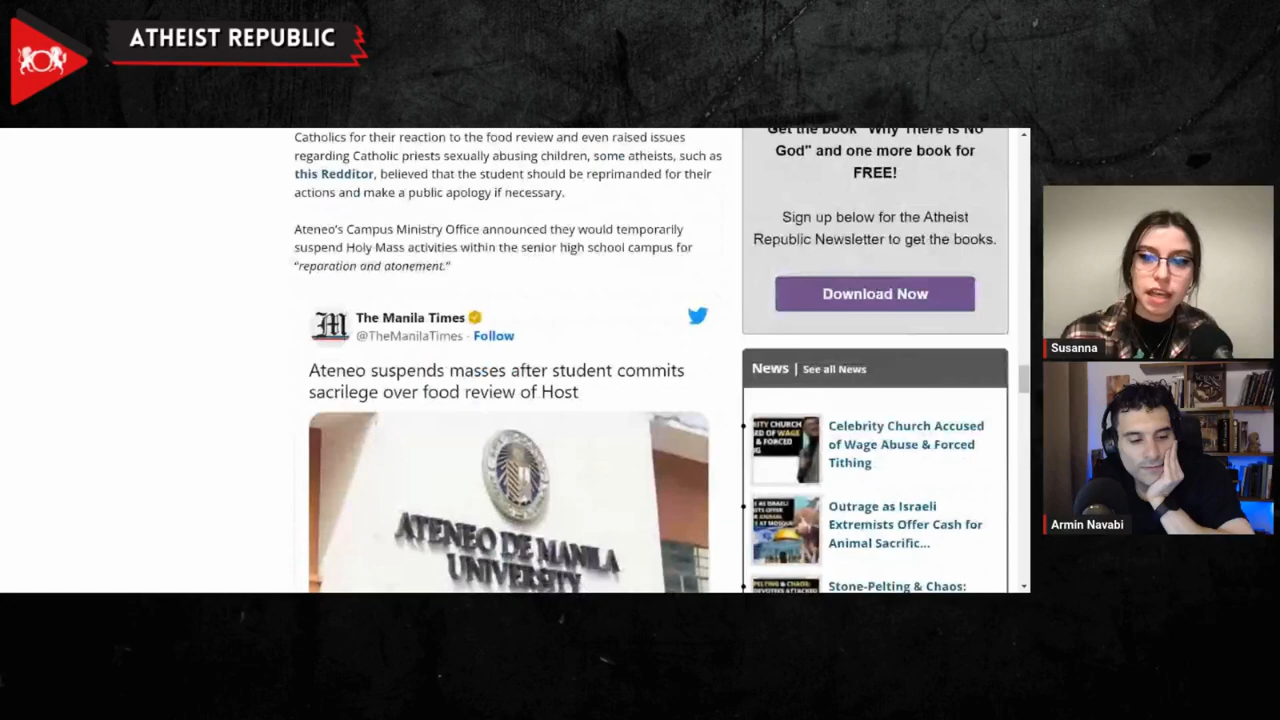 ATHEIST REPUBLIC
Catholics for their reaction to the food review and even raised issues
regarding Catholic priests sexually abusing children, some atheists, such as
this Redditor, believed that the student should be reprimanded for their
actions and make a public apology if necessary.
Ateneo's Campus Ministry Office announced they would temporarily
suspend Holy Mass activities within the senior high school campus for
"reparation and atonement."
The Manila Times
@TheManilaTimes · Follow
Ateneo suspends masses after student commits
sacrilege over food review of Host
ATENEO DE MANILA
UNIVERSITY
Get the book "Why There is No
God" and one more book for
FREE!
Sign up below for the Atheist
Republic Newsletter to get the books.
Download Now
News | See all News
Celebrity Church Accused
of Wage Abuse & Forced
Tithing
Outrage as Israeli
Extremists Offer Cash for
Animal Sacrific...
Stone-Pelting & Chaos:
Susanna
Armin Navabi